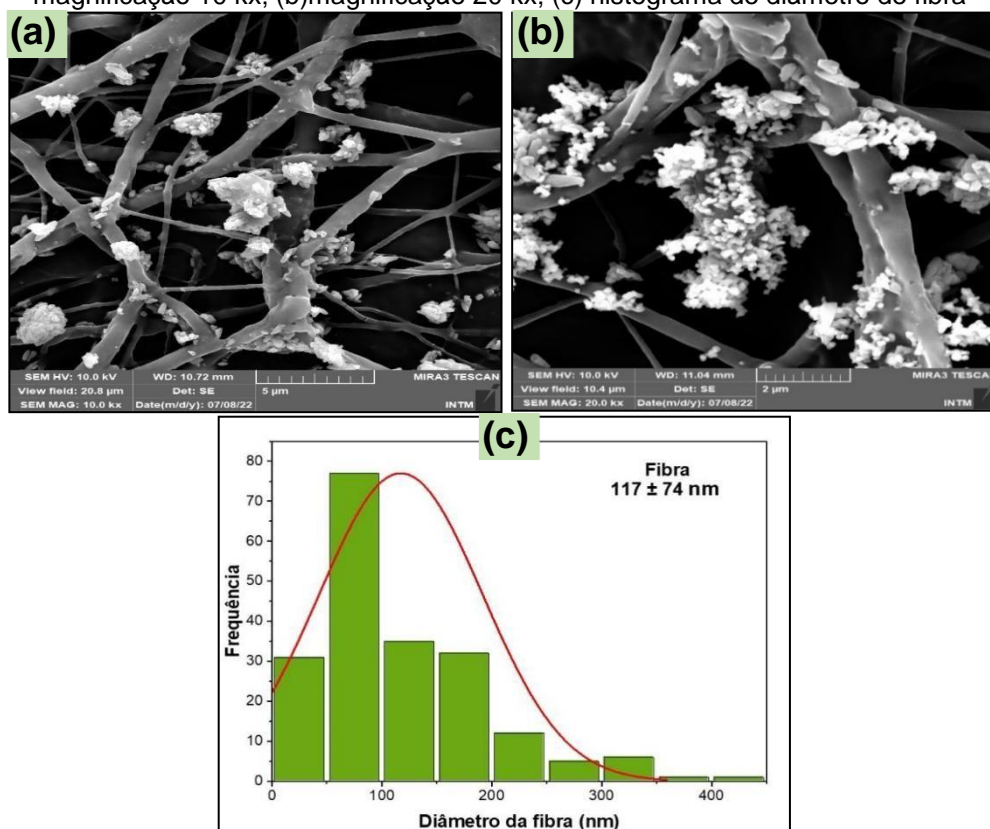 magnificação 10 kx; (b)magnificação 20 kx; (c) histograma do diâmetro de fibra
(a)
(b)
SEM HV: 10.0 kV WD: 10.72 mm MIRA3 TESCAN
View field: 20.8 µm Det: SE 5 µm
SEM MAG: 10.0 kx Date(m/d/y): 07/08/22 INTM
SEM HV: 10.0 kV WD: 11.04 mm MIRA3 TESCAN
View field: 10.4 µm Det: SE 2 µm
SEM MAG: 20.0 kx Date(m/d/y): 07/08/22 INTM
(c)
Fibra
117 ± 74 nm
Frequência
80
70
60
50
40
30
20
10
0
0 100 200 300 400
Diâmetro da fibra (nm)